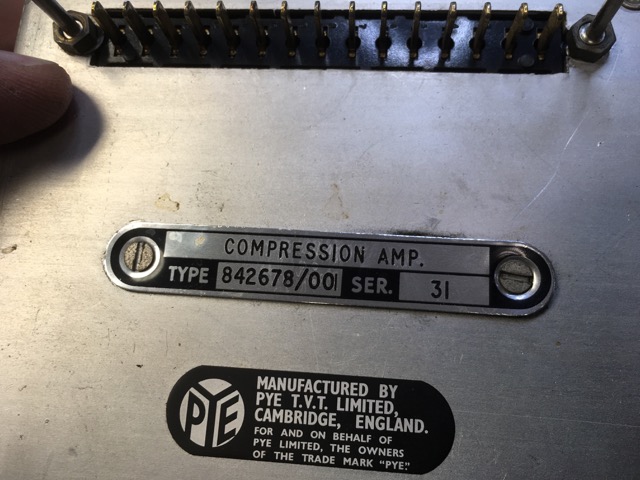 COMPRESSION AMP.
TYPE 842678/001 SER. 31
PYE
MANUFACTURED BY
PYE T.V.T. LIMITED,
CAMBRIDGE, ENGLAND.
FOR AND ON BEHALF OF
PYE LIMITED, THE OWNERS
OF THE TRADE MARK "PYE."